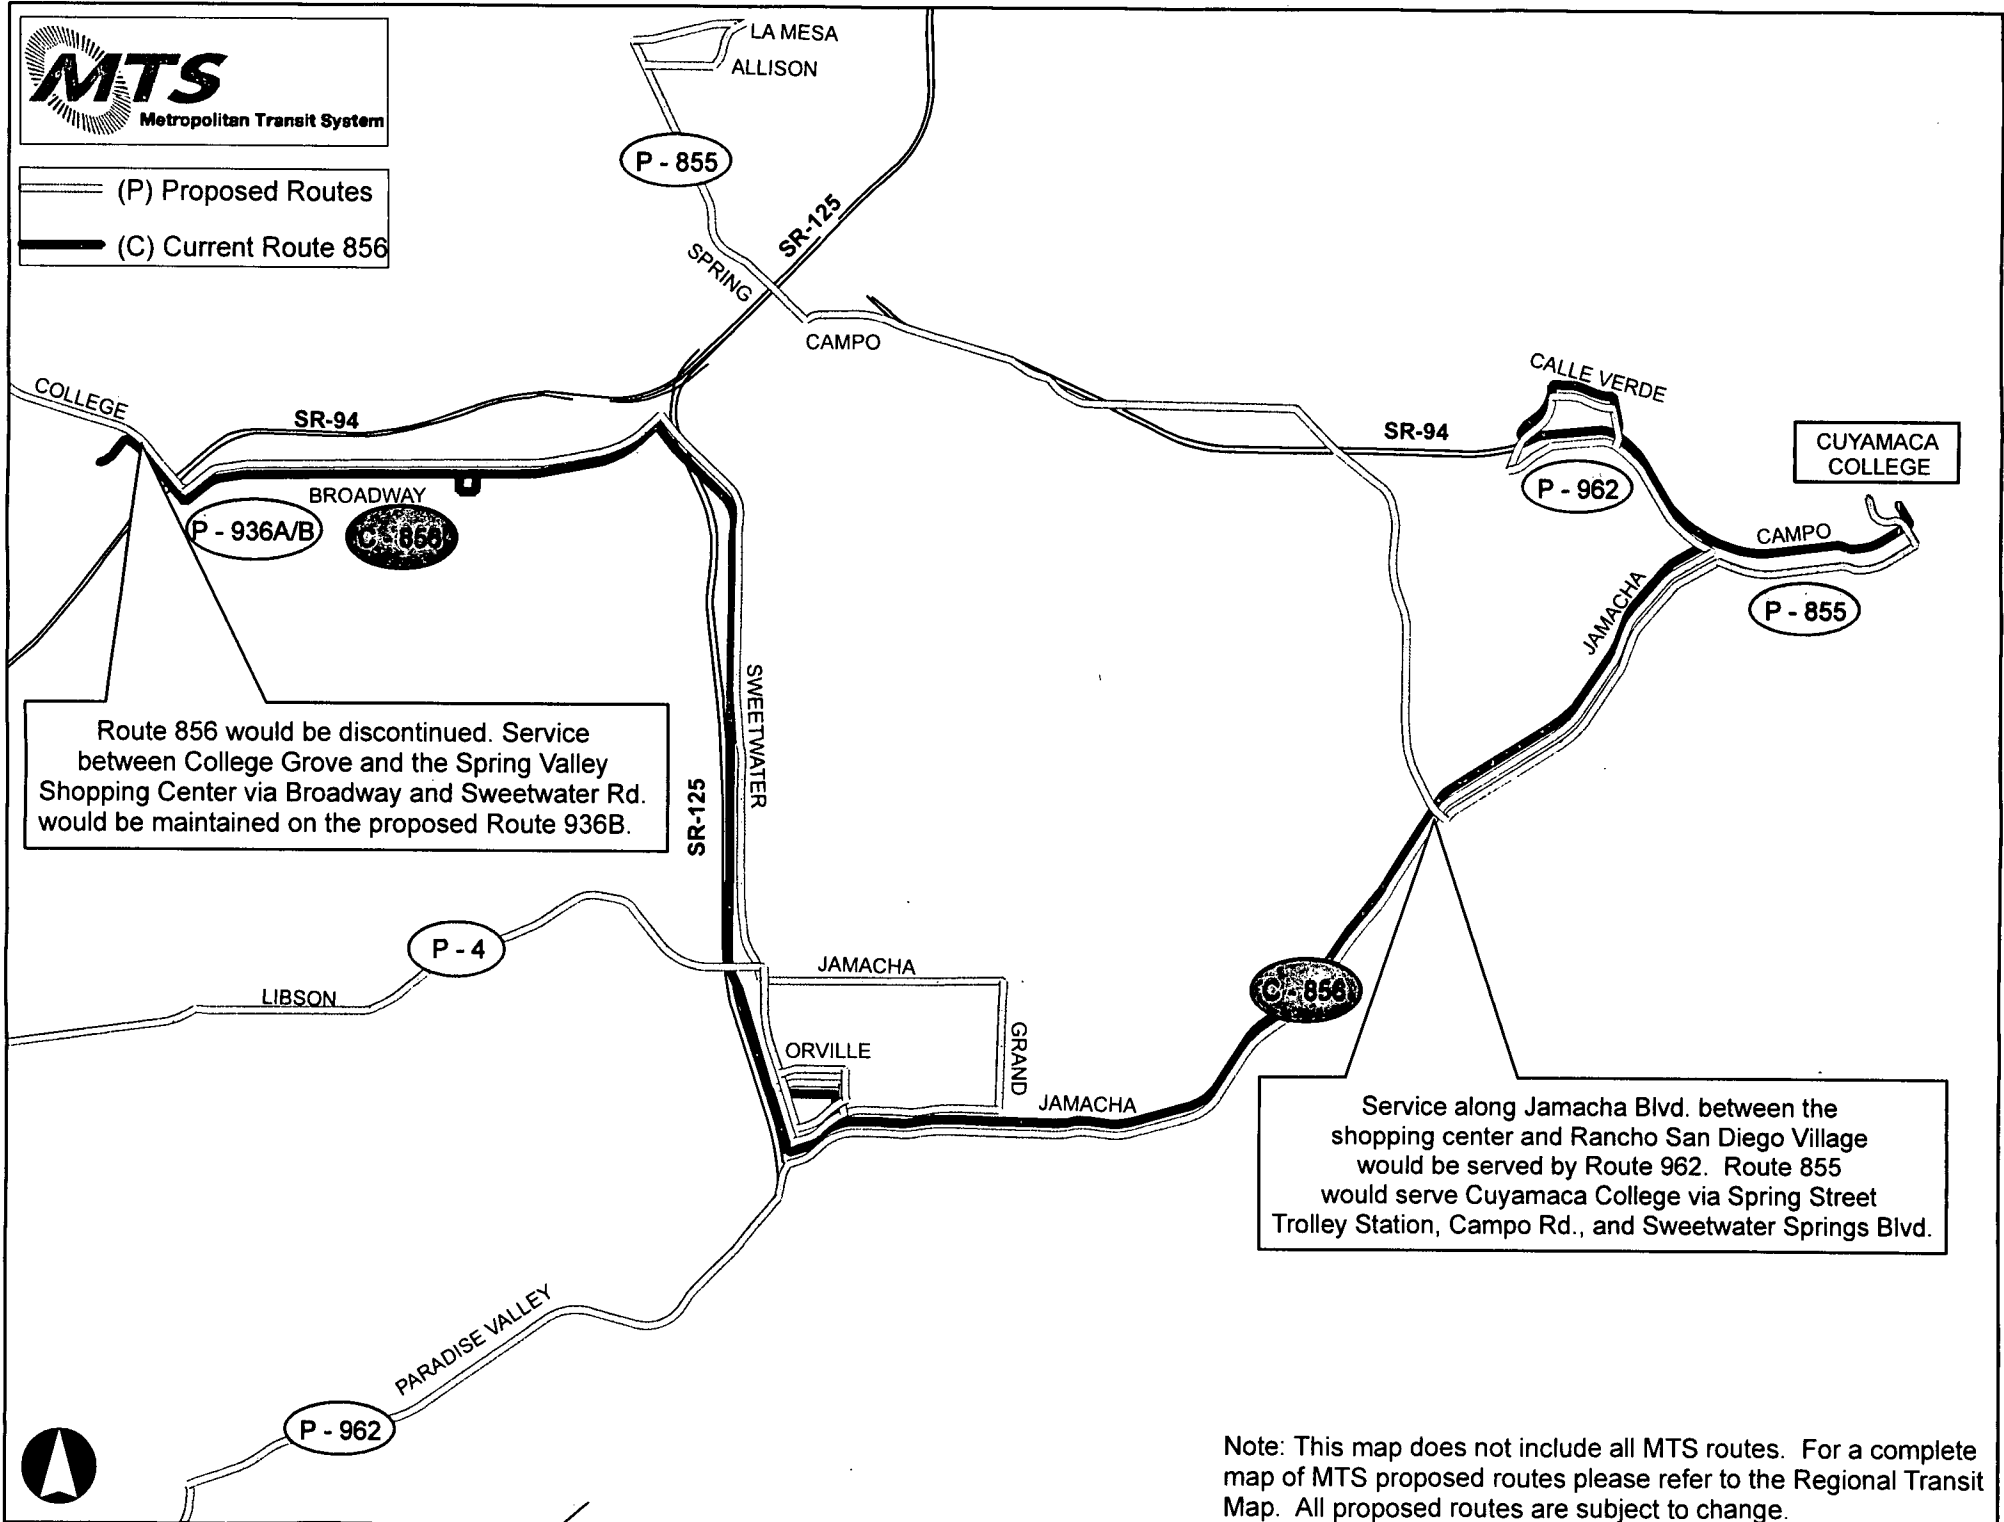 MTS
Metropolitan Transit System
(P) Proposed Routes
(C) Current Route 856
LA MESA
ALLISON
P - 855
SR-125
SPRING
CAMPO
COLLEGE
SR-94
BROADWAY
P - 936A/B
C - 856
CALLE VERDE
SR-94
P - 962
CUYAMACA
COLLEGE
CAMPO
P - 855
JAMACHA
SWEETWATER
SR-125
Route 856 would be discontinued. Service
between College Grove and the Spring Valley
Shopping Center via Broadway and Sweetwater Rd.
would be maintained on the proposed Route 936B.
P - 4
LIBSON
JAMACHA
GRAND
ORVILLE
JAMACHA
C - 856
Service along Jamacha Blvd. between the
shopping center and Rancho San Diego Village
would be served by Route 962. Route 855
would serve Cuyamaca College via Spring Street
Trolley Station, Campo Rd., and Sweetwater Springs Blvd.
PARADISE VALLEY
P - 962
Note: This map does not include all MTS routes. For a complete
map of MTS proposed routes please refer to the Regional Transit
Map. All proposed routes are subject to change.